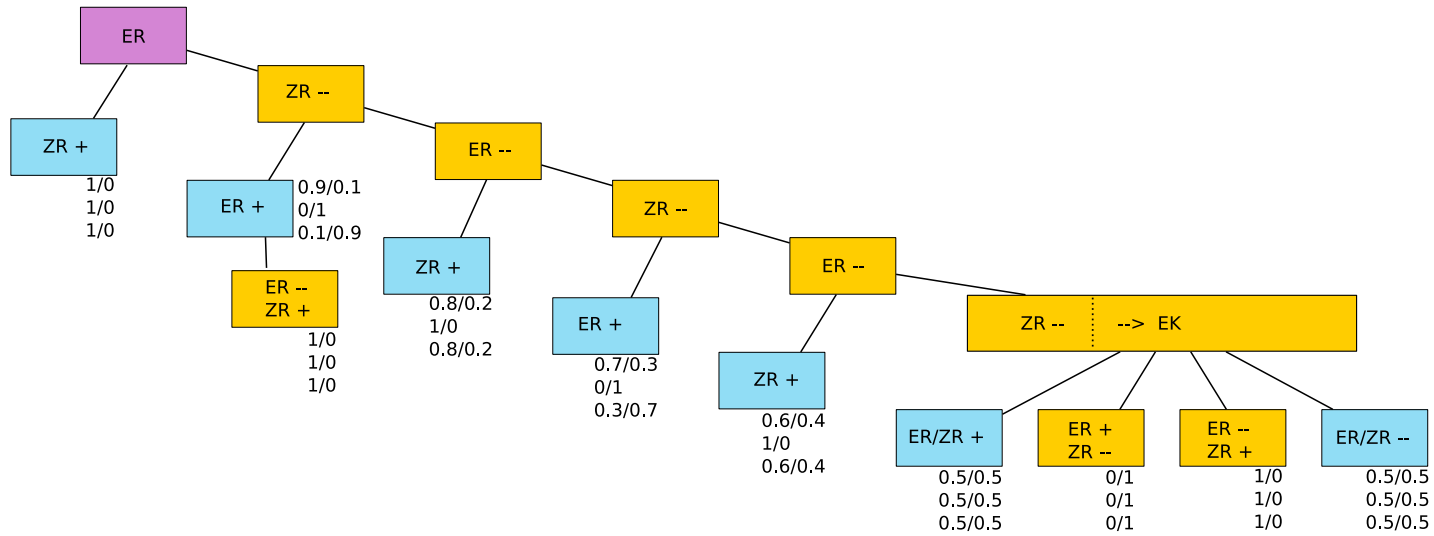 ER
ZR --
ZR +
1/0
1/0
1/0
ER --
ER +
0.9/0.1
0/1
0.1/0.9
ER --
ZR +
1/0
1/0
1/0
ZR --
ZR +
0.8/0.2
1/0
0.8/0.2
ER --
ER +
0.7/0.3
0/1
0.3/0.7
ZR -- --> EK
ZR +
0.6/0.4
1/0
0.6/0.4
ER/ZR +
0.5/0.5
0.5/0.5
0.5/0.5
ER +
ZR --
0/1
0/1
0/1
ER --
ZR +
1/0
1/0
1/0
ER/ZR --
0.5/0.5
0.5/0.5
0.5/0.5